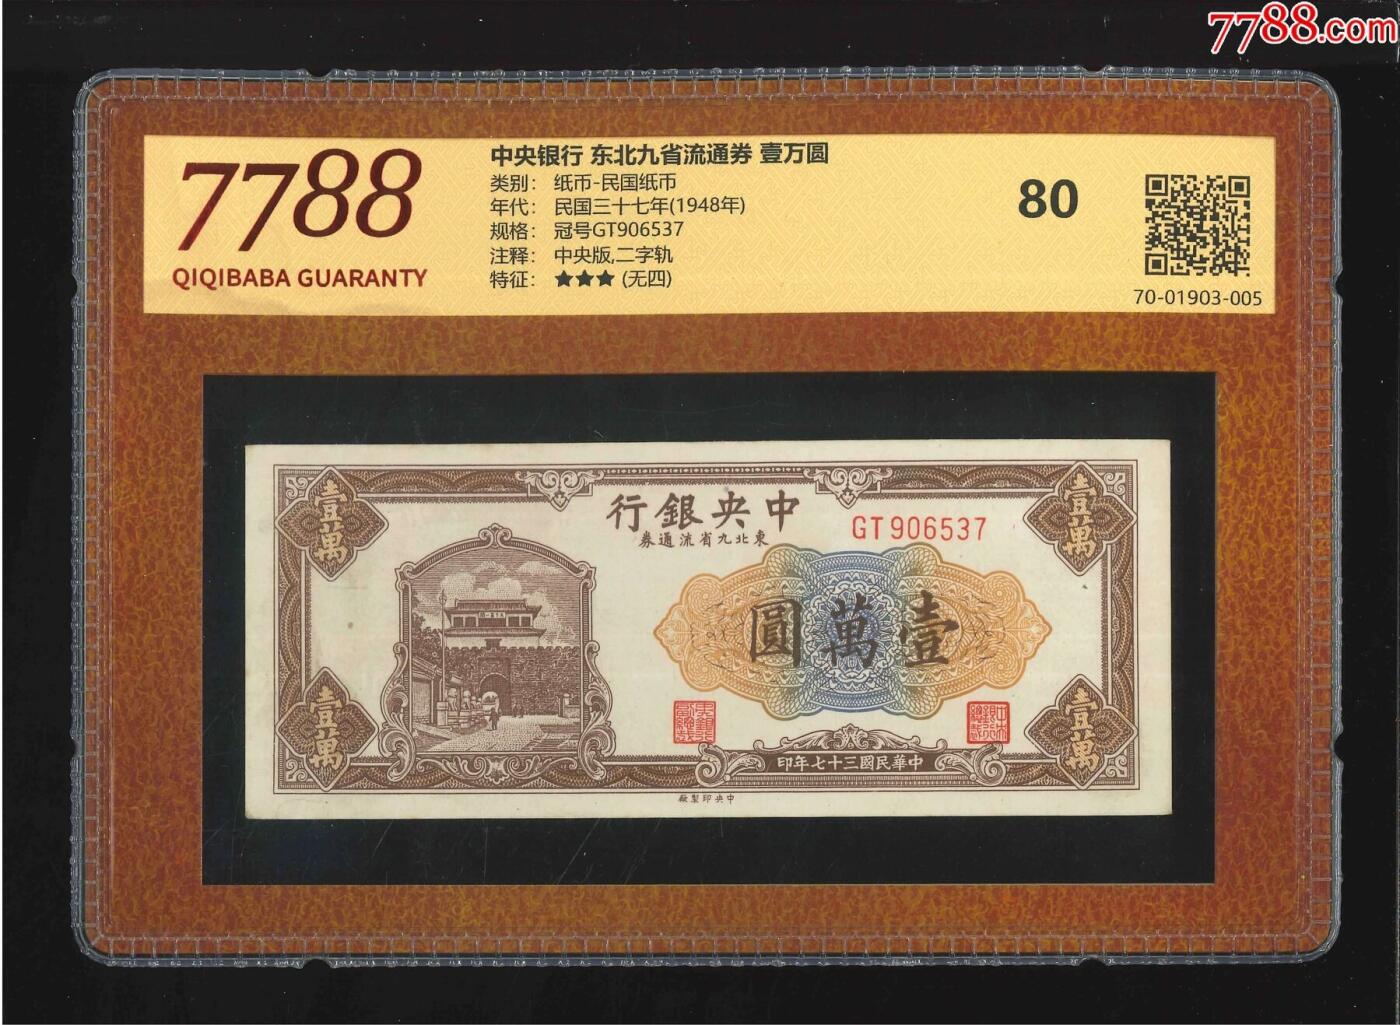 7788.com
7788
QIQIBABA GUARANTY
中央银行 东北九省流通券 壹万圆
类别： 纸币-民国纸币
年代： 民国三十七年(1948年)
规格： 冠号GT906537
注释： 中央版,二字轨
特征： ★★★ (无四)
80
70-01903-005
壹萬
壹萬
行銀央中
券通流省九北東
GT 906537
圓萬壹
壹萬
壹萬
印年七十三國民華中
廠製印央中